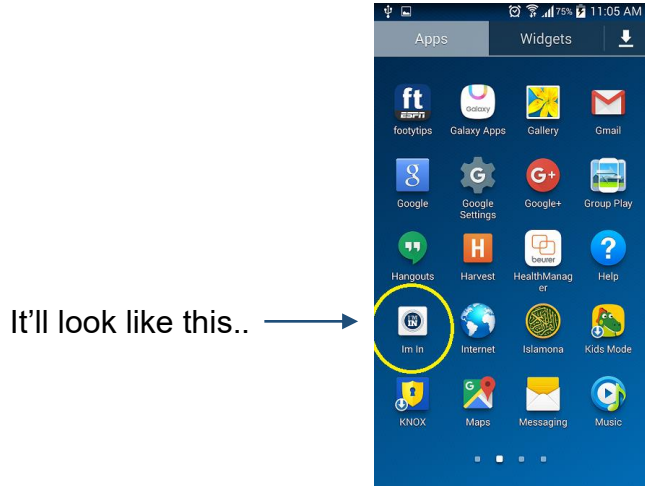 75% 11:05 AM
Apps Widgets
ft
ESPN
Galaxy
footytips Galaxy Apps Gallery Gmail
8 G G+
Google Google Settings Google+ Group Play
H beurer ?
Hangouts Harvest HealthManager Help
It’ll look like this..
I'M
IN
Im In Internet Islamona Kids Mode
G
KNOX Maps Messaging Music